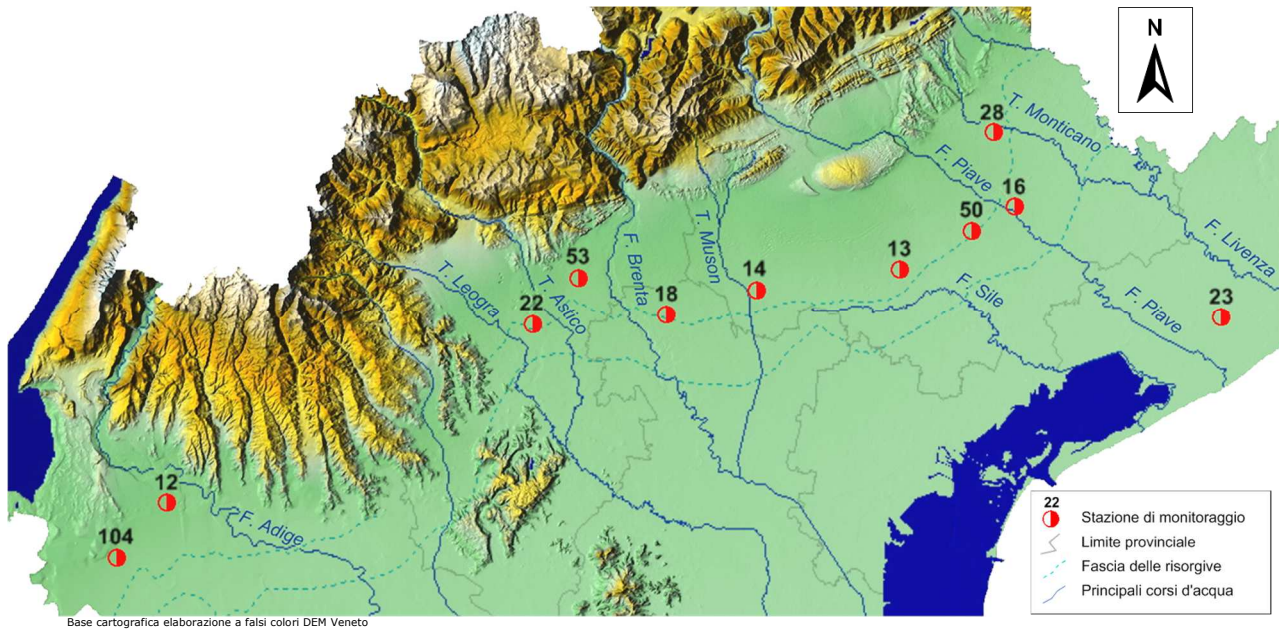 N
28
T. Monticano
F. Piave
16
50
F. Livenza
T. Muson
53
F. Brenta
13
14
T. Leogra
T. Astico
F. Sile
22
18
F. Piave
23
12
F. Adige
104
22
Stazione di monitoraggio
Limite provinciale
Fascia delle risorgive
Principali corsi d'acqua
Base cartografica elaborazione a falsi colori DEM Veneto